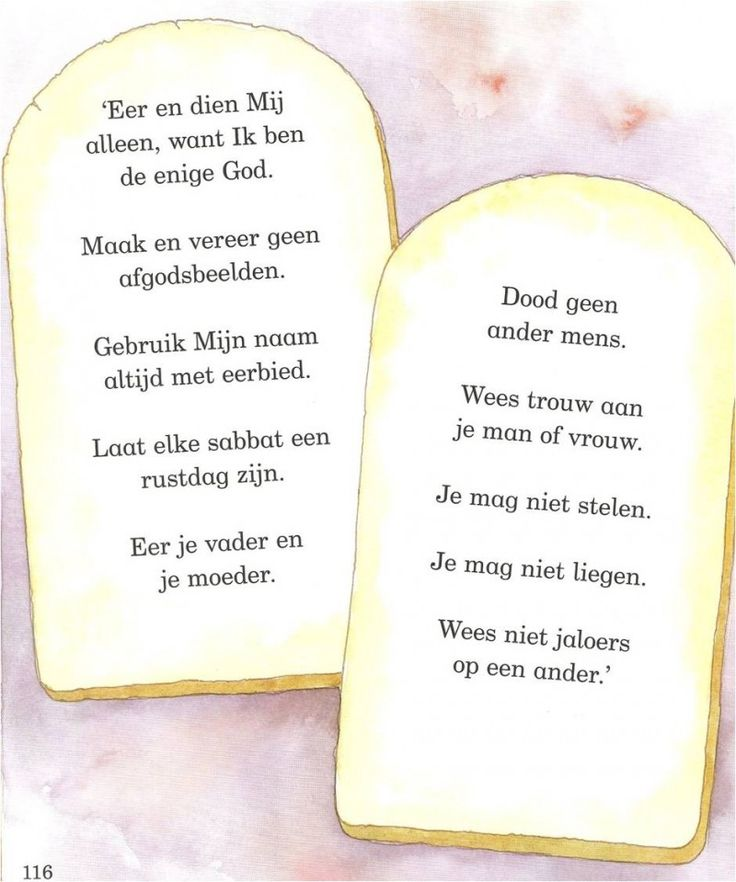 ‘Eer en dien Mij
alleen, want Ik ben
de enige God.
Maak en vereer geen
afgodsbeelden.
Gebruik Mijn naam
altijd met eerbied.
Laat elke sabbat een
rustdag zijn.
Eer je vader en
je moeder.
Dood geen
ander mens.
Wees trouw aan
je man of vrouw.
Je mag niet stelen.
Je mag niet liegen.
Wees niet jaloers
op een ander.’
116